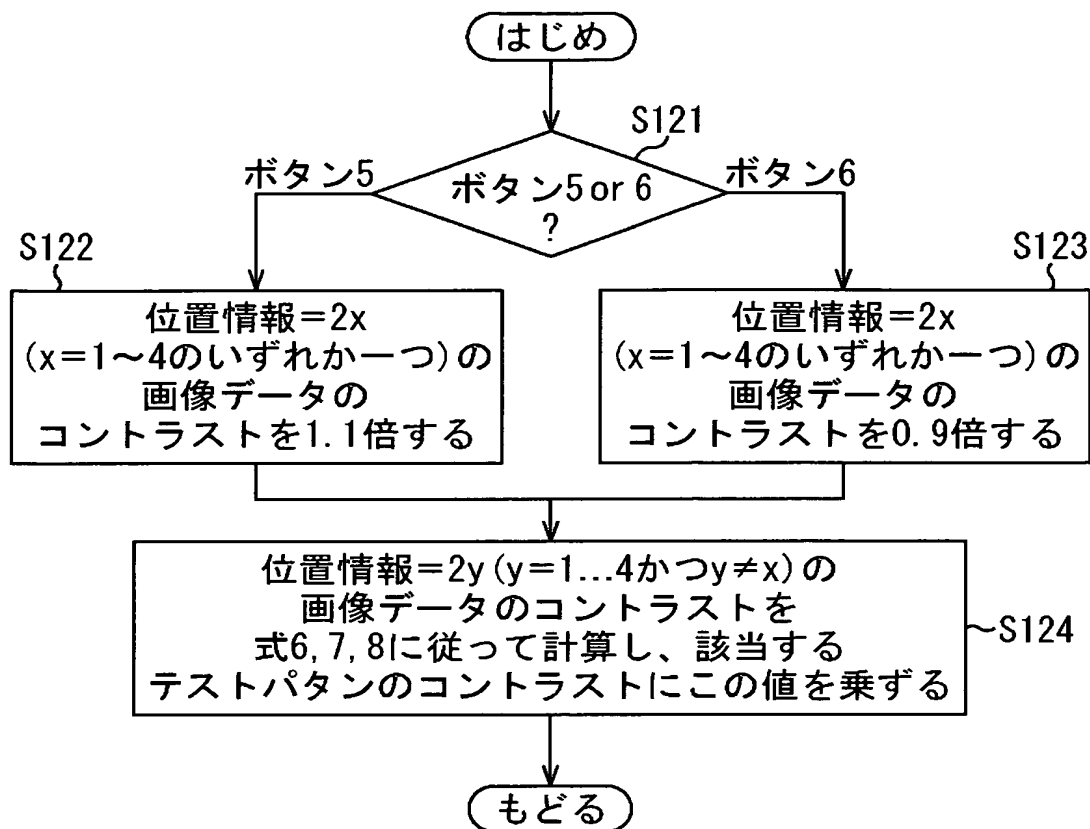 はじめ
S121
ボタン5
ボタン5 or 6
?
ボタン6
S122
位置情報=2x
(x=1~4のいずれか一つ)の
画像データの
コントラストを1.1倍する
S123
位置情報=2x
(x=1~4のいずれか一つ)の
画像データの
コントラストを0.9倍する
位置情報=2y(y=1...4かつy≠x)の
画像データのコントラストを
式6,7,8に従って計算し、該当する
テストパタンのコントラストにこの値を乗ずる
S124
もどる